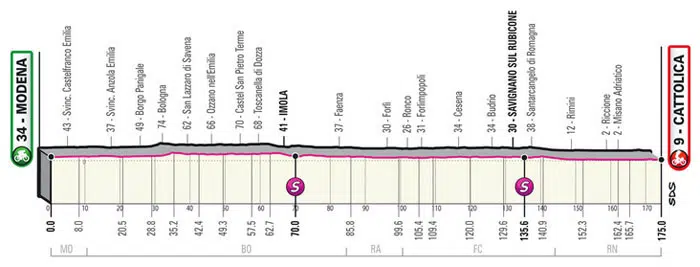 34 - MODENA
43 - Svinc. Castelfranco Emilia
37 - Svinc. Anzola Emilia
49 - Borgo Panigale
74 - Bologna
62 - San Lazzaro di Savena
66 - Ozzano nell'Emilia
70 - Castel San Pietro Terme
68 - Toscanella di Dozza
41 - IMOLA
37 - Faenza
30 - Forlì
26 - Ronco
31 - Forlimpopoli
34 - Cesena
34 - Budrio
30 - SAVIGNANO SUL RUBICONE
38 - Santarcangelo di Romagna
12 - Rimini
2 - Riccione
2 - Misano Adriatico
9 - CATTOLICA
S
S
SDS
0 10 20 30 40 50 60 70 80 90 100 110 120 130 140 150 160 170
0.0 8.0 20.5 28.8 35.2 42.4 49.9 57.5 62.7 70.0 85.8 99.6 105.4 109.4 120.0 129.6 135.6 140.9 152.3 162.4 165.7 175.0
MO BO RA FC RN